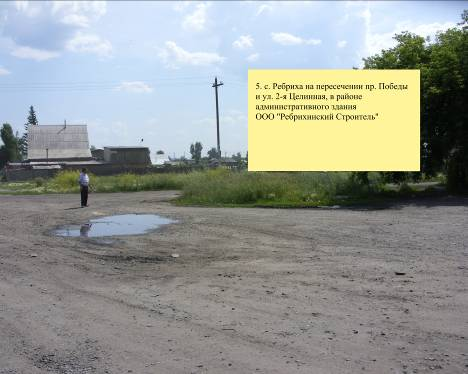 5. с. Ребриха на пересечении пр. Победы
и ул. 2-я Целинная, в районе
административного здания
ООО "Ребрихинский Строитель"